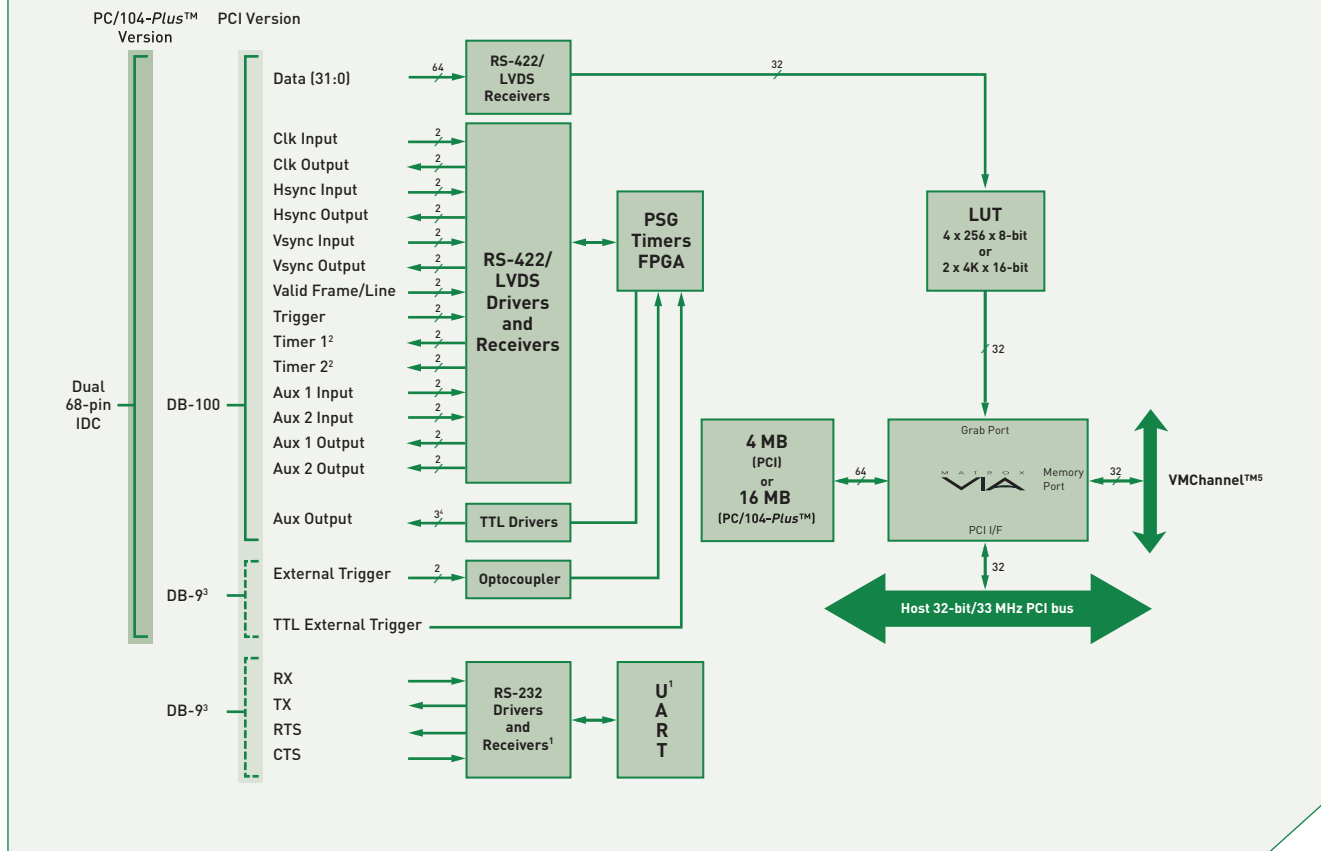 PC/104-Plus™
Version
PCI Version
Data (31:0)
64
RS-422/
LVDS
Receivers
32
Clk Input
2
Clk Output
2
Hsync Input
2
Hsync Output
2
Vsync Input
2
Vsync Output
2
Valid Frame/Line
2
Trigger
2
Timer 1²
2
Timer 2²
2
Aux 1 Input
2
Aux 2 Input
2
Aux 1 Output
2
Aux 2 Output
2
RS-422/
LVDS
Drivers
and
Receivers
PSG
Timers
FPGA
LUT
4 x 256 x 8-bit
or
2 x 4K x 16-bit
32
Dual
68-pin
IDC
DB-100
Aux Output
3⁴
TTL Drivers
External Trigger
2
Optocoupler
DB-9³
TTL External Trigger
4 MB
(PCI)
or
16 MB
(PC/104-Plus™)
64
Grab Port
MATROX
VIA
Memory
Port
PCI I/F
32
VMChannel™⁵
32
Host 32-bit/33 MHz PCI bus
DB-9³
RX
TX
RTS
CTS
RS-232
Drivers
and
Receivers¹
U¹
A
R
T